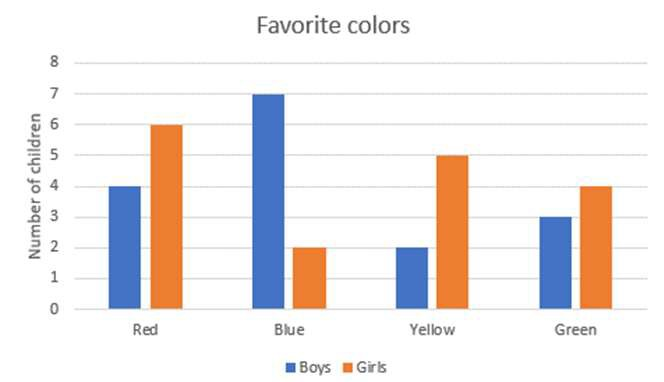 Favorite colors
Number of children
8
7
6
5
4
3
2
1
0
Red Blue Yellow Green
Boys Girls